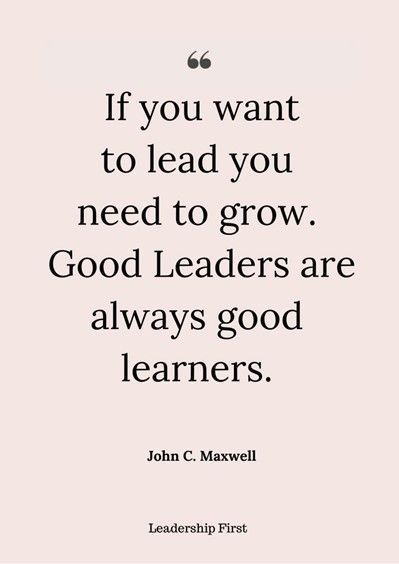 “
If you want
to lead you
need to grow.
Good Leaders are
always good
learners.
John C. Maxwell
Leadership First